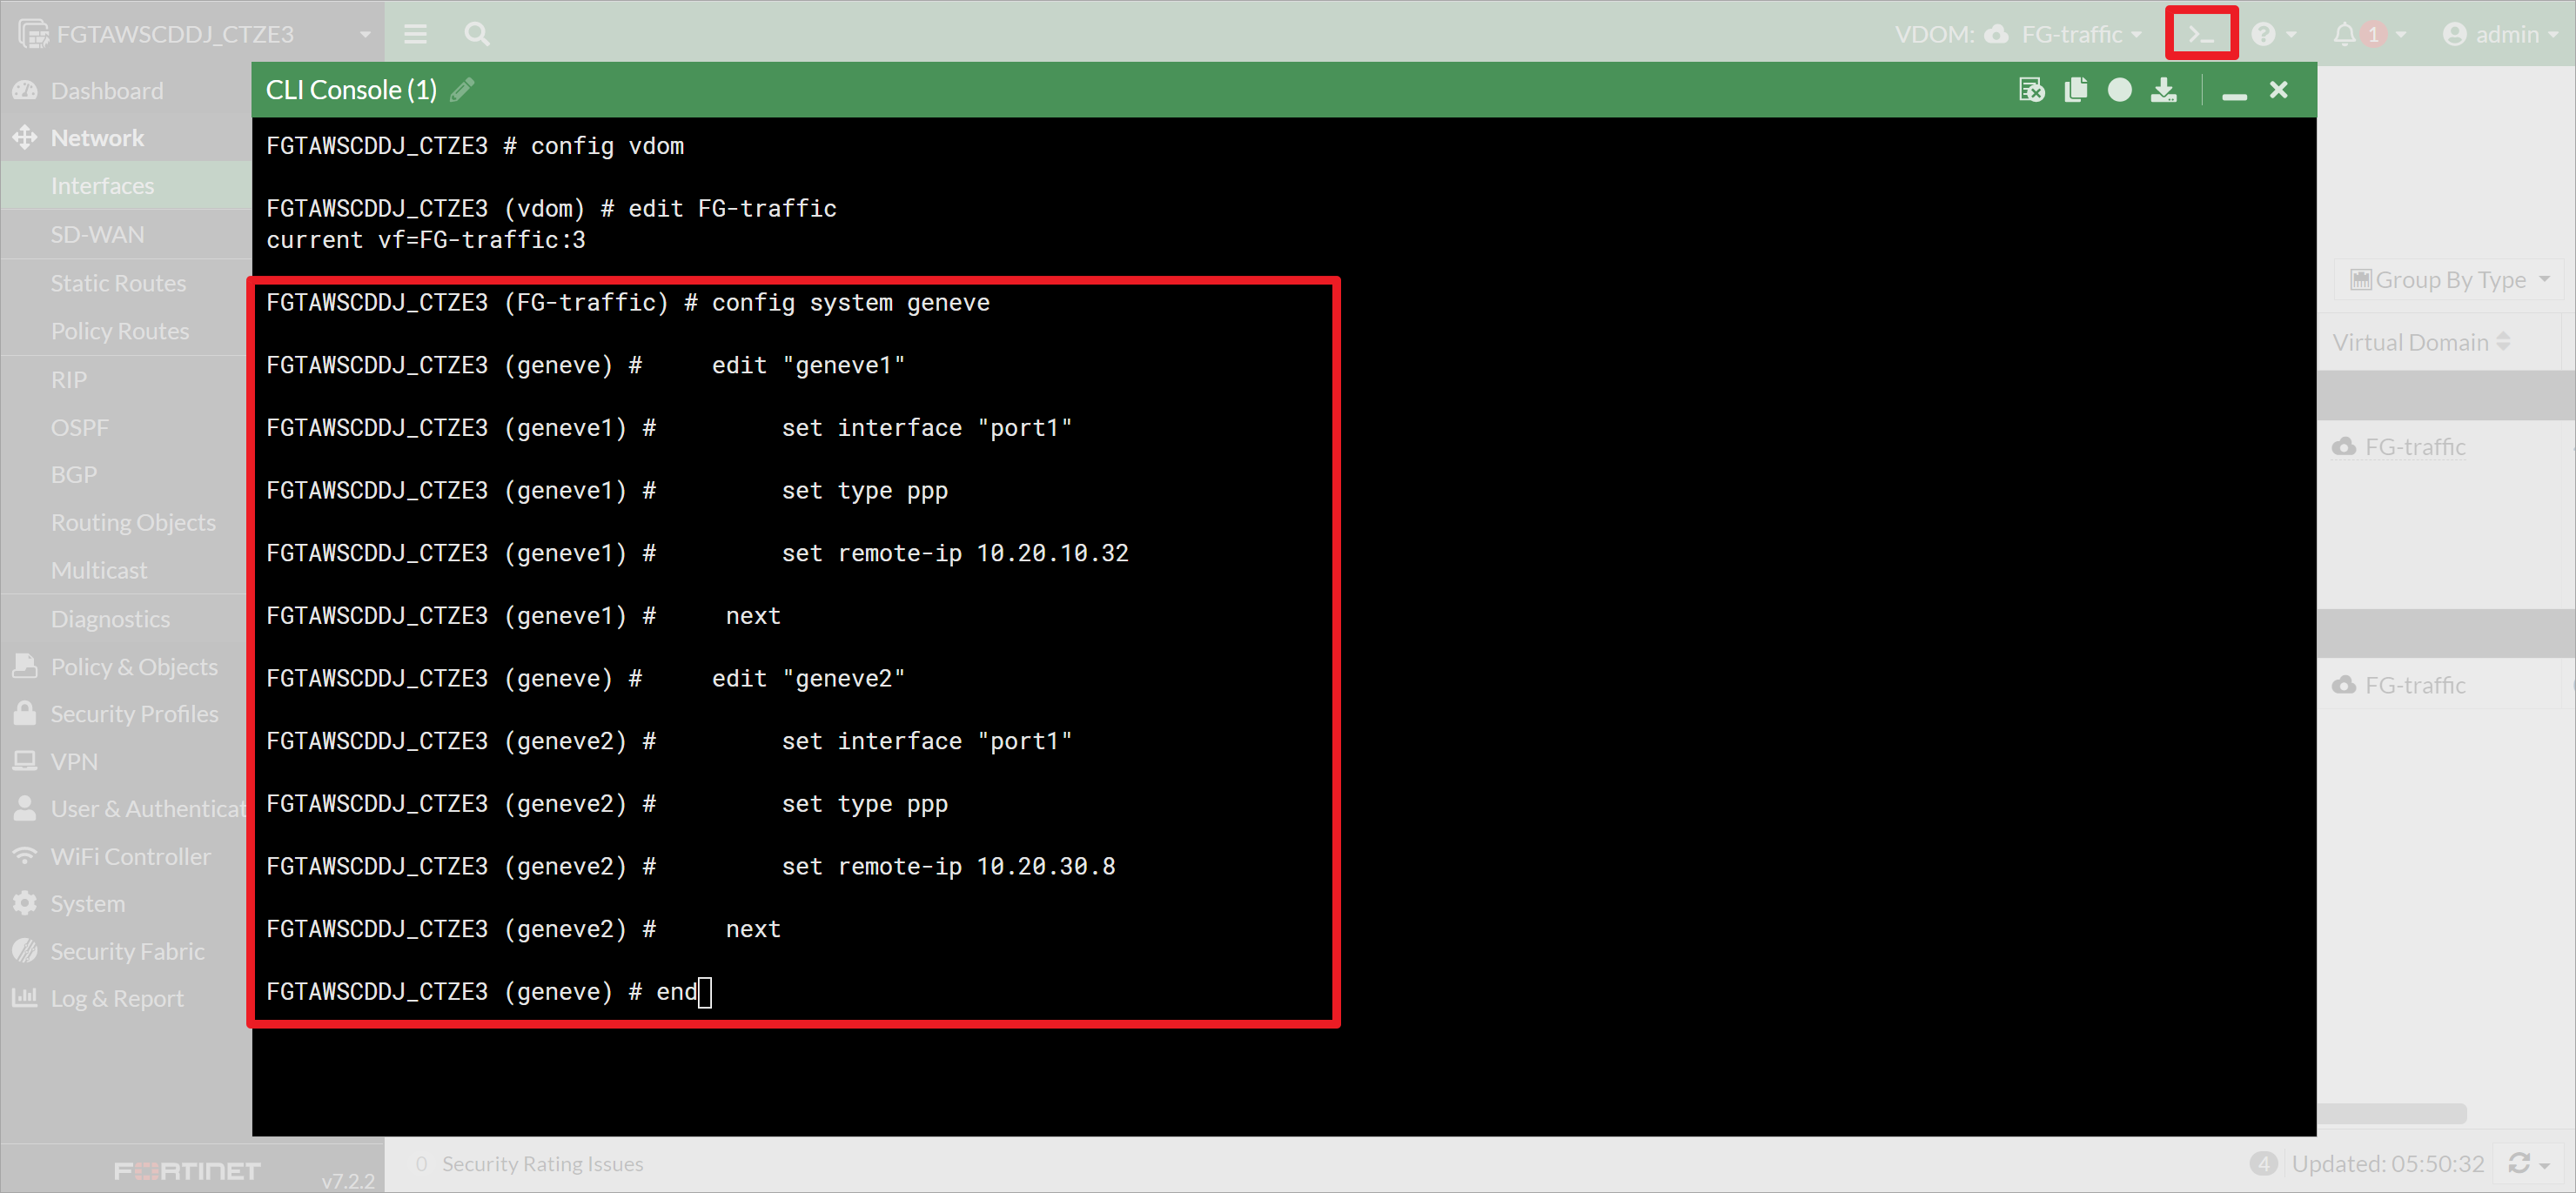 FGTAWSCDDJ_CTZE3
VDOM: FG-traffic
1
admin
Dashboard
Network
Interfaces
SD-WAN
Static Routes
Policy Routes
RIP
OSPF
BGP
Routing Objects
Multicast
Diagnostics
Policy & Objects
Security Profiles
VPN
User & Authenticat
WiFi Controller
System
Security Fabric
Log & Report
FORTINET
v7.2.2
CLI Console (1)
FGTAWSCDDJ_CTZE3 # config vdom
FGTAWSCDDJ_CTZE3 (vdom) # edit FG-traffic
current vf=FG-traffic:3
FGTAWSCDDJ_CTZE3 (FG-traffic) # config system geneve
FGTAWSCDDJ_CTZE3 (geneve) #     edit "geneve1"
FGTAWSCDDJ_CTZE3 (geneve1) #         set interface "port1"
FGTAWSCDDJ_CTZE3 (geneve1) #         set type ppp
FGTAWSCDDJ_CTZE3 (geneve1) #         set remote-ip 10.20.10.32
FGTAWSCDDJ_CTZE3 (geneve1) #     next
FGTAWSCDDJ_CTZE3 (geneve) #     edit "geneve2"
FGTAWSCDDJ_CTZE3 (geneve2) #         set interface "port1"
FGTAWSCDDJ_CTZE3 (geneve2) #         set type ppp
FGTAWSCDDJ_CTZE3 (geneve2) #         set remote-ip 10.20.30.8
FGTAWSCDDJ_CTZE3 (geneve2) #     next
FGTAWSCDDJ_CTZE3 (geneve) # end
Group By Type
Virtual Domain
FG-traffic
FG-traffic
0 Security Rating Issues
4 Updated: 05:50:32